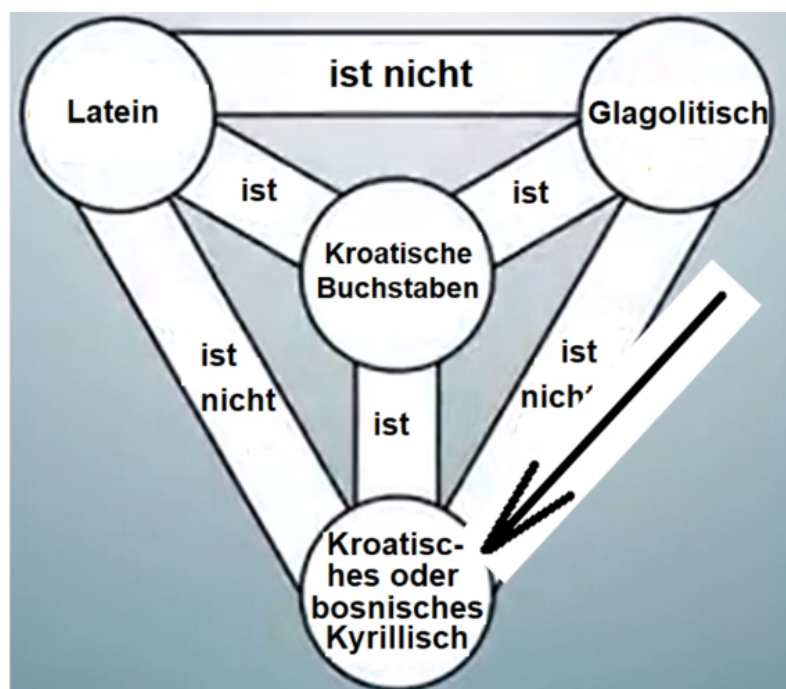 ist nicht
Latein
Glagolitisch
ist
ist
Kroatische
Buchstaben
ist
nicht
ist
ist
Kroatisc-
hes oder
bosnisches
Kyrillisch